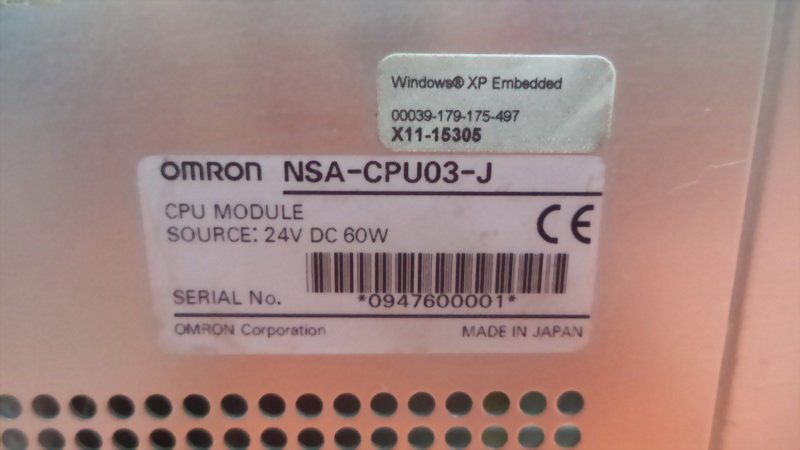 Windows® XP Embedded
00039-179-175-497
X11-15305
OMRON NSA-CPU03-J
CPU MODULE
SOURCE: 24V DC 60W
CE
SERIAL No. *0947600001*
OMRON Corporation MADE IN JAPAN